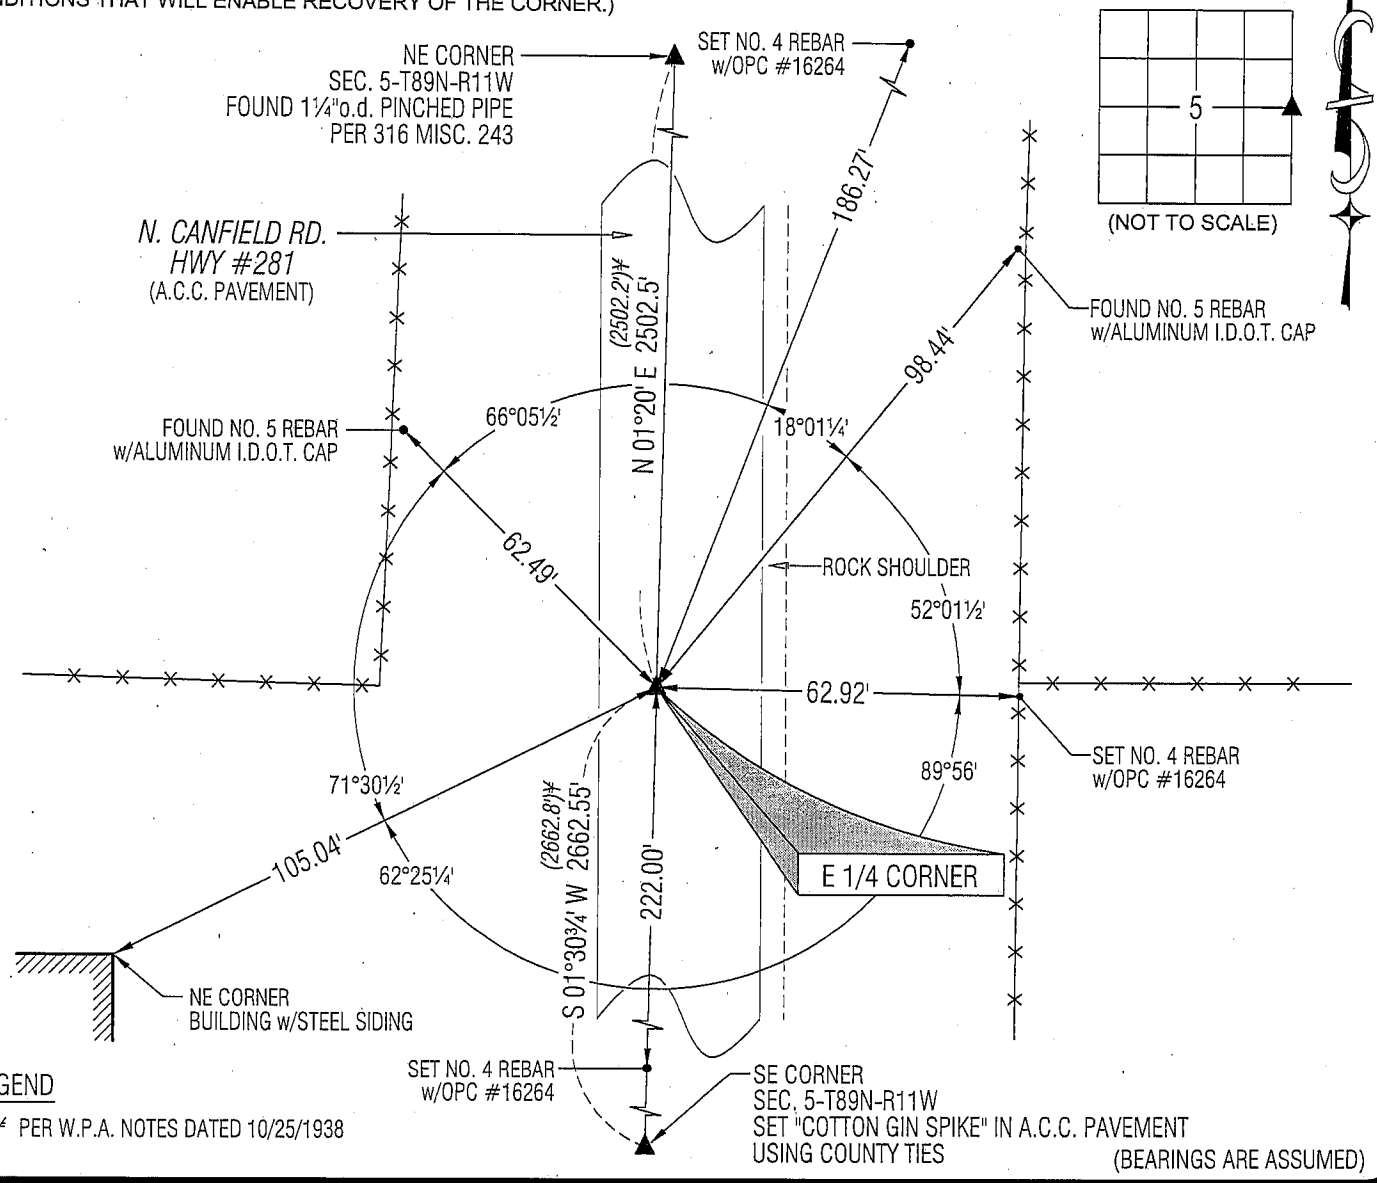 NDITIONS THAT WILL ENABLE RECOVERY OF THE CORNER.)
NE CORNER
SEC. 5-T89N-R11W
FOUND 1¼"o.d. PINCHED PIPE
PER 316 MISC. 243
SET NO. 4 REBAR
w/OPC #16264
5
(NOT TO SCALE)
186.27'
N. CANFIELD RD.
HWY #281
(A.C.C. PAVEMENT)
(2502.2')¥
N 01°20' E 2502.5'
FOUND NO. 5 REBAR
w/ALUMINUM I.D.O.T. CAP
98.44'
66°05½'
18°01¼'
FOUND NO. 5 REBAR
w/ALUMINUM I.D.O.T. CAP
62.49'
ROCK SHOULDER
52°01½'
62.92'
SET NO. 4 REBAR
w/OPC #16264
89°56'
71°30½'
105.04'
62°25¼'
(2662.8')¥
S 01°30¾' W 2662.55'
222.00'
E 1/4 CORNER
NE CORNER
BUILDING w/STEEL SIDING
SET NO. 4 REBAR
w/OPC #16264
SE CORNER
SEC. 5-T89N-R11W
SET "COTTON GIN SPIKE" IN A.C.C. PAVEMENT
USING COUNTY TIES
GEND
¥ PER W.P.A. NOTES DATED 10/25/1938
(BEARINGS ARE ASSUMED)